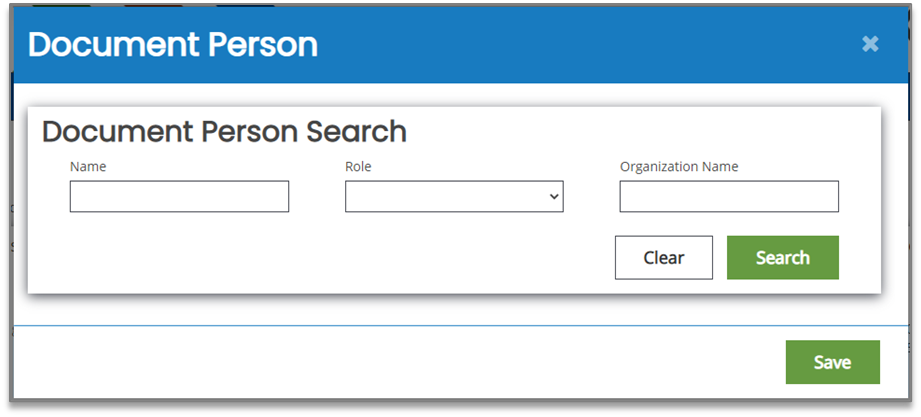 Document Person
Document Person Search
Name Role Organization Name
Clear Search
Save